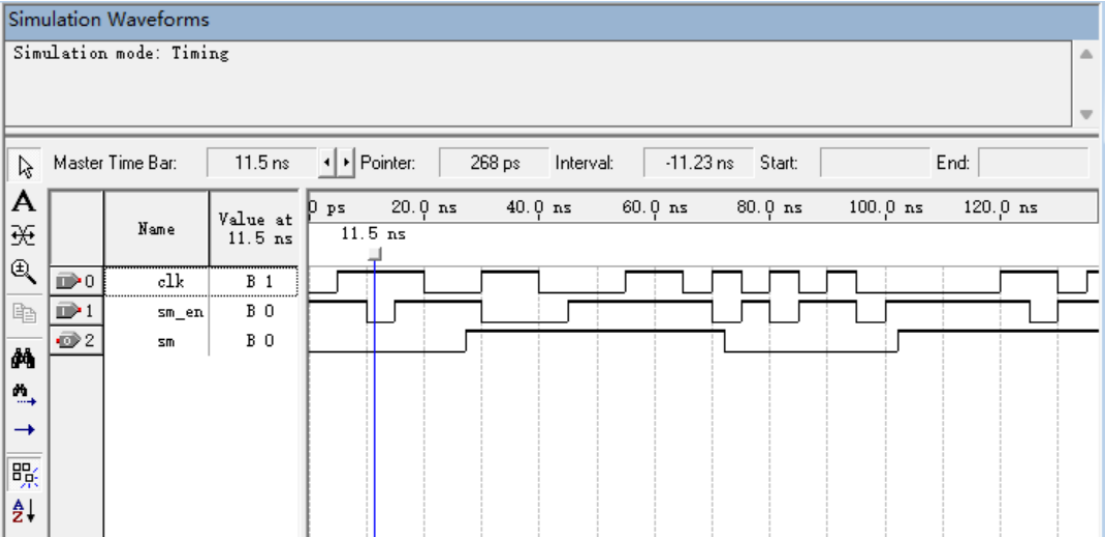 Simulation Waveforms
Simulation mode: Timing
Master Time Bar: 11.5 ns Pointer: 268 ps Interval: -11.23 ns Start: End:
A
Name Value at 11.5 ns
0 ps 20.0 ns 40.0 ns 60.0 ns 80.0 ns 100.0 ns 120.0 ns
11.5 ns
0 clk B 1
1 sm_en B 0
2 sm B 0
A
Z